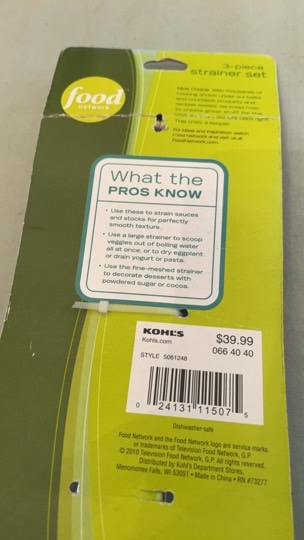 food
network
3-piece
strainer set
cooking shows under our belts
For ideas and inspiration watch
Food Network and visit us at
FoodNetwork.com.
What the
PROS KNOW
• Use these to strain sauces
and stocks for perfectly
smooth texture.
• Use a large strainer to scoop
veggies out of boiling water
all at once, or to dry eggplant
or drain yogurt or pasta.
• Use the fine-meshed strainer
to decorate desserts with
powdered sugar or cocoa.
KOHL'S
Kohls.com
$39.99
066 40 40
STYLE 5061248
0 24131 11507 5
Dishwasher-safe
Food Network and the Food Network logo are service marks
or trademarks of Television Food Network, G.P.
© 2010 Television Food Network, G.P. All rights reserved.
Distributed by Kohl's Department Stores,
Menomonee Falls, WI 53051 • Made in China • RN #73277